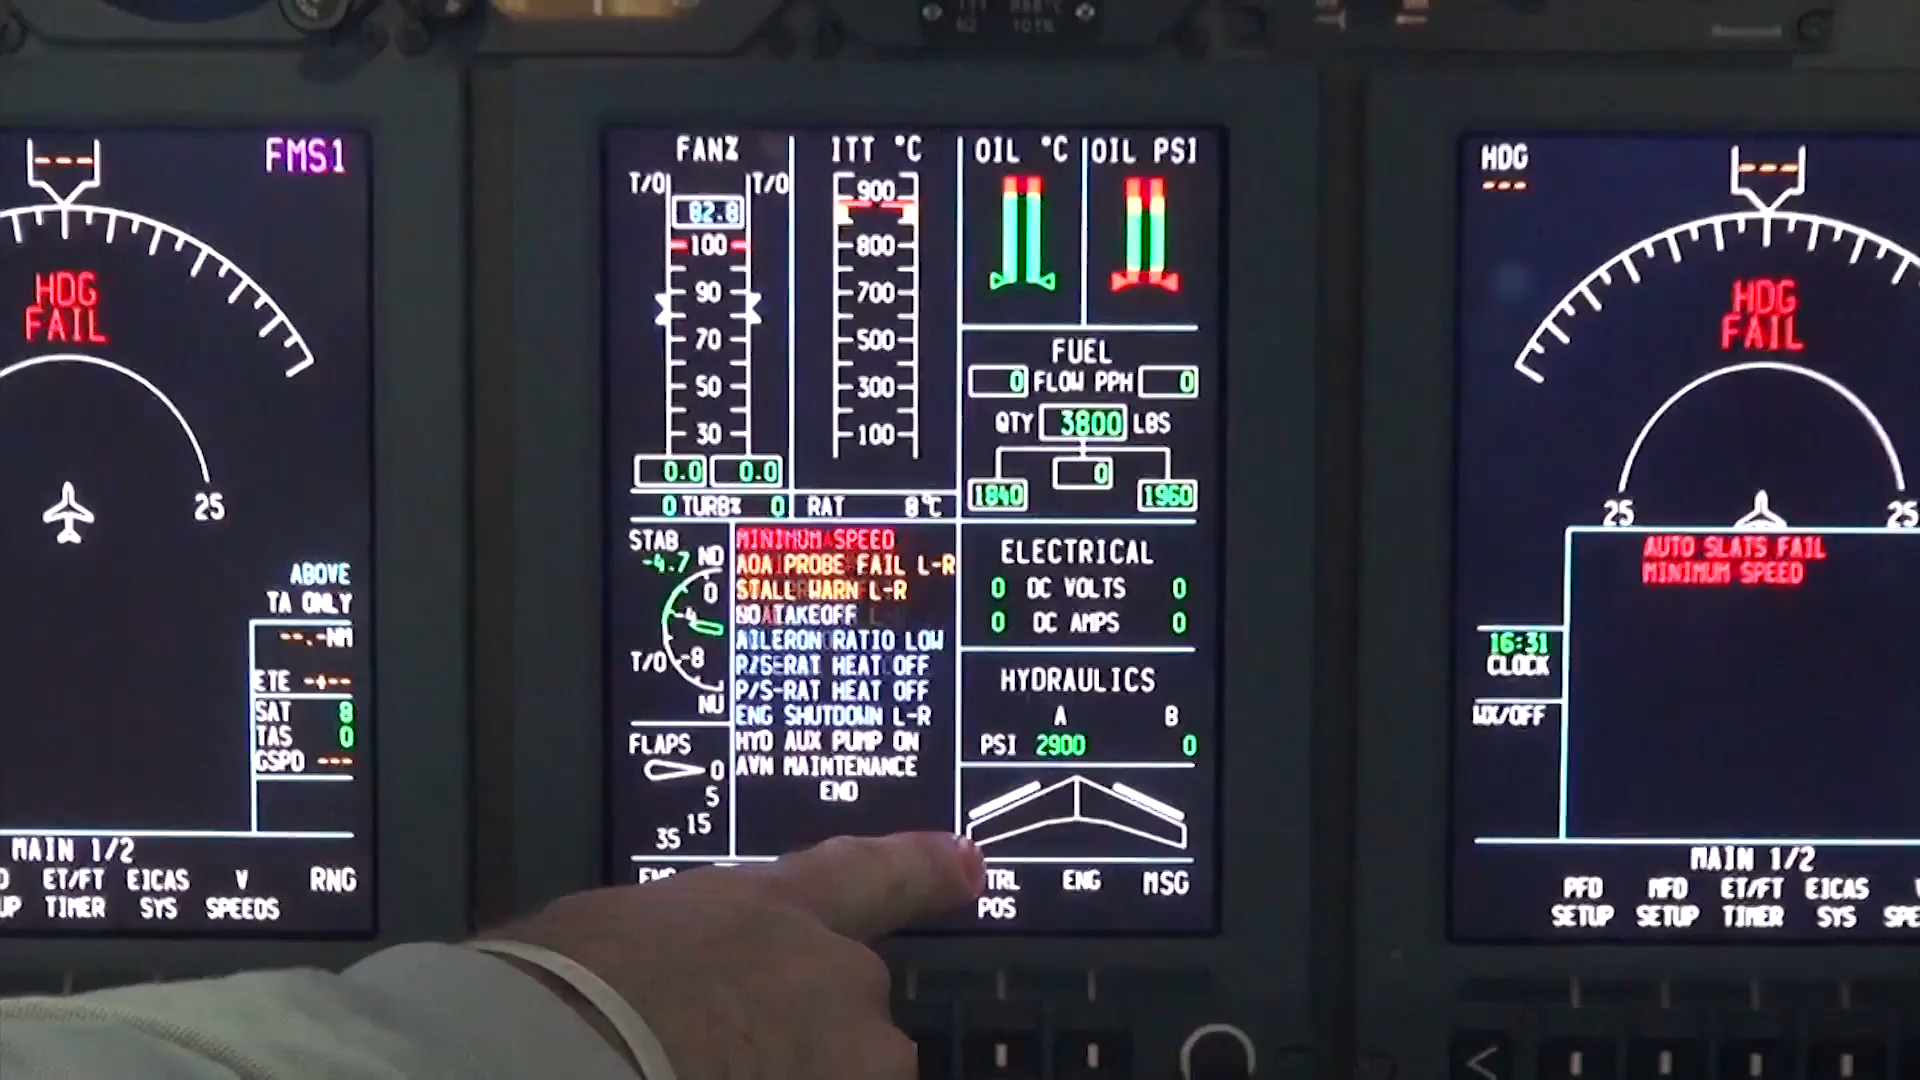 N2 101%
---
FMS1
HDG
FAIL
25
ABOVE
TA ONLY
--.-NM
ETE --+--
SAT 8
TAS 0
GSPD ---
MAIN 1/2
ET/FT
TIMER
EICAS
SYS
V
SPEEDS
RNG
FAN%
T/O T/O
82.8
100
90
70
50
30
0.0 0.0
0 TURB% 0
ITT °C
900
800
700
500
300
100
RAT 8°C
OIL °C
OIL PSI
FUEL
0 FLOW PPH 0
QTY 3800 LBS
0
1840 1960
STAB
-4.7 ND
0
-4
T/O -8
NU
FLAPS
0
5
15
35
MINIMUM SPEED
AOA PROBE FAIL L-R
STALL WARN L-R
NO TAKEOFF
AILERON RATIO LOW
P/S-RAT HEAT OFF
P/S-RAT HEAT OFF
ENG SHUTDOWN L-R
HYD AUX PUMP ON
AVN MAINTENANCE
END
ELECTRICAL
0 DC VOLTS 0
0 DC AMPS 0
HYDRAULICS
A B
PSI 2900 0
POS
ENG
MSG
HDG
---
---
HDG
FAIL
25 25
AUTO SLATS FAIL
MINIMUM SPEED
16:31
CLOCK
WX/OFF
MAIN 1/2
PFD
SETUP
MFD
SETUP
ET/FT
TIMER
EICAS
SYS